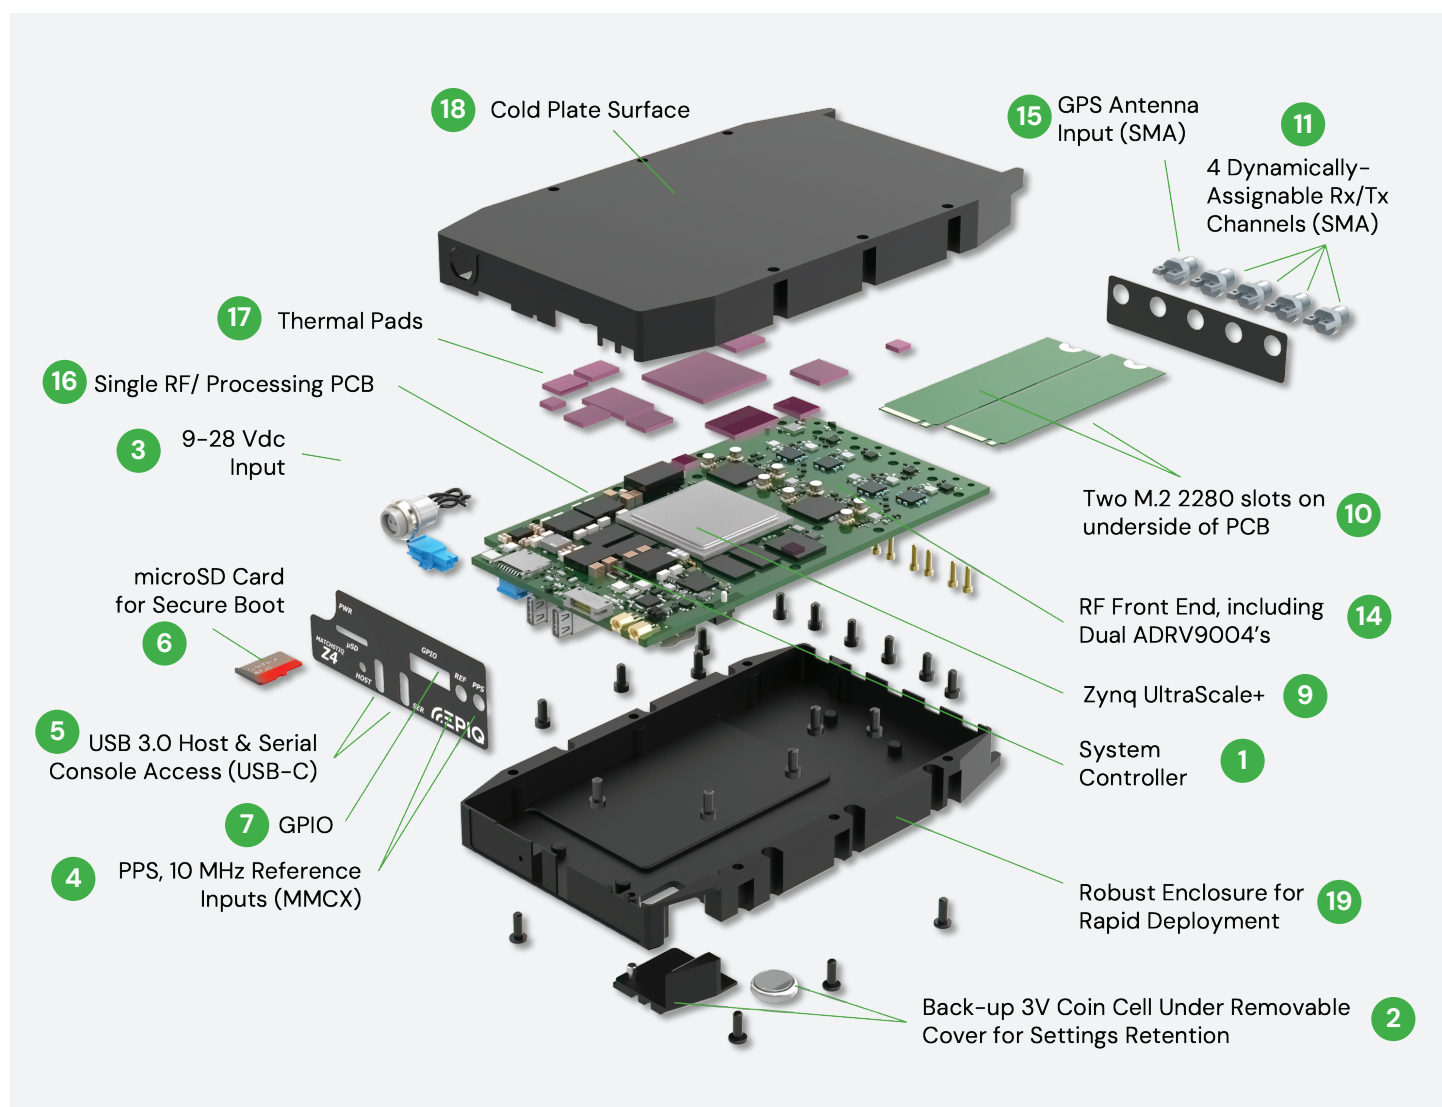 18 Cold Plate Surface
15 GPS Antenna
Input (SMA)
11
4 Dynamically-
Assignable Rx/Tx
Channels (SMA)
17 Thermal Pads
16 Single RF/ Processing PCB
3 9-28 Vdc
Input
Two M.2 2280 slots on
underside of PCB
10
microSD Card
for Secure Boot
6
RF Front End, including
Dual ADRV9004's
14
PWR
µSD
MATCHSTIQ
Z4
HOST
GPIO
REF PPS
SER
EPIQ
Zynq UltraScale+ 9
5 USB 3.0 Host & Serial
Console Access (USB-C)
System
Controller
1
7 GPIO
4 PPS, 10 MHz Reference
Inputs (MMCX)
Robust Enclosure for
Rapid Deployment
19
Back-up 3V Coin Cell Under Removable
Cover for Settings Retention
2